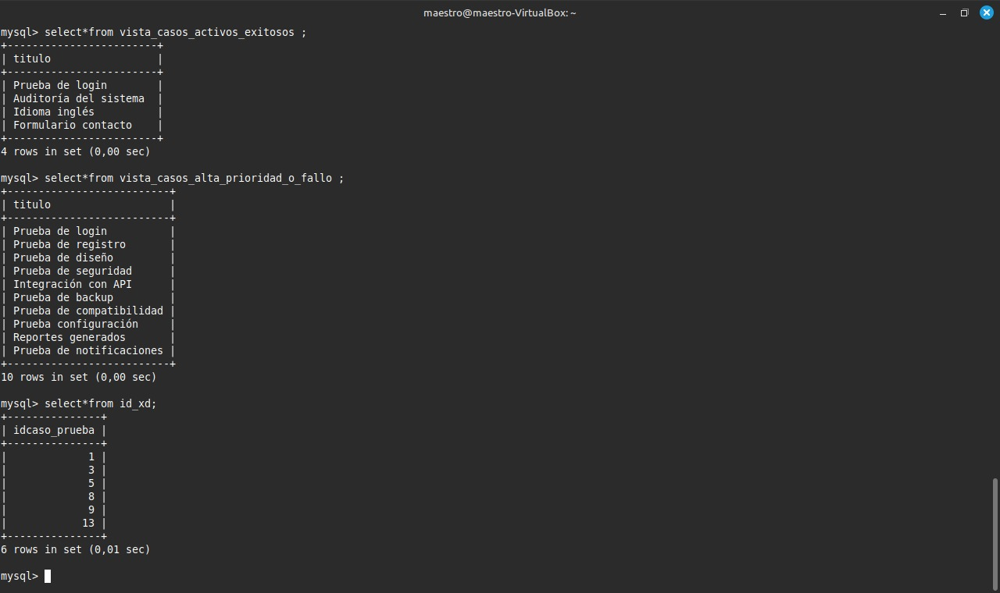 maestro@maestro-VirtualBox: ~
mysql> select*from vista_casos_activos_exitosos ;
+------------------------+
| titulo                 |
+------------------------+
| Prueba de login        |
| Auditoría del sistema  |
| Idioma inglés          |
| Formulario contacto    |
+------------------------+
4 rows in set (0,00 sec)

mysql> select*from vista_casos_alta_prioridad_o_fallo ;
+--------------------------+
| titulo                   |
+--------------------------+
| Prueba de login          |
| Prueba de registro       |
| Prueba de diseño         |
| Prueba de seguridad      |
| Integración con API      |
| Prueba de backup         |
| Prueba de compatibilidad |
| Prueba configuración     |
| Reportes generados       |
| Prueba de notificaciones |
+--------------------------+
10 rows in set (0,00 sec)

mysql> select*from id_xd;
+---------------+
| idcaso_prueba |
+---------------+
|             1 |
|             3 |
|             5 |
|             8 |
|             9 |
|            13 |
+---------------+
6 rows in set (0,01 sec)

mysql>